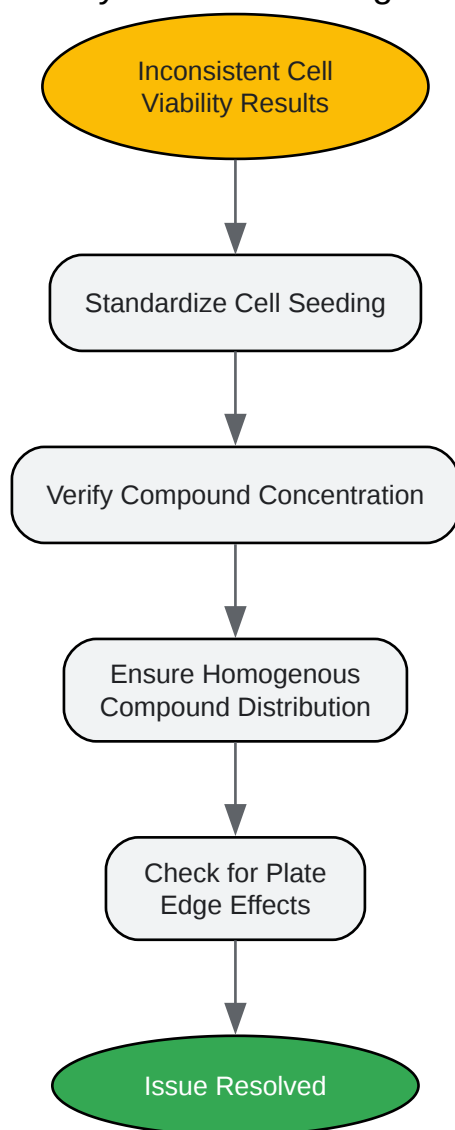 Inconsistent Cell
Viability Results
Standardize Cell Seeding
Verify Compound Concentration
Ensure Homogenous
Compound Distribution
Check for Plate
Edge Effects
Issue Resolved